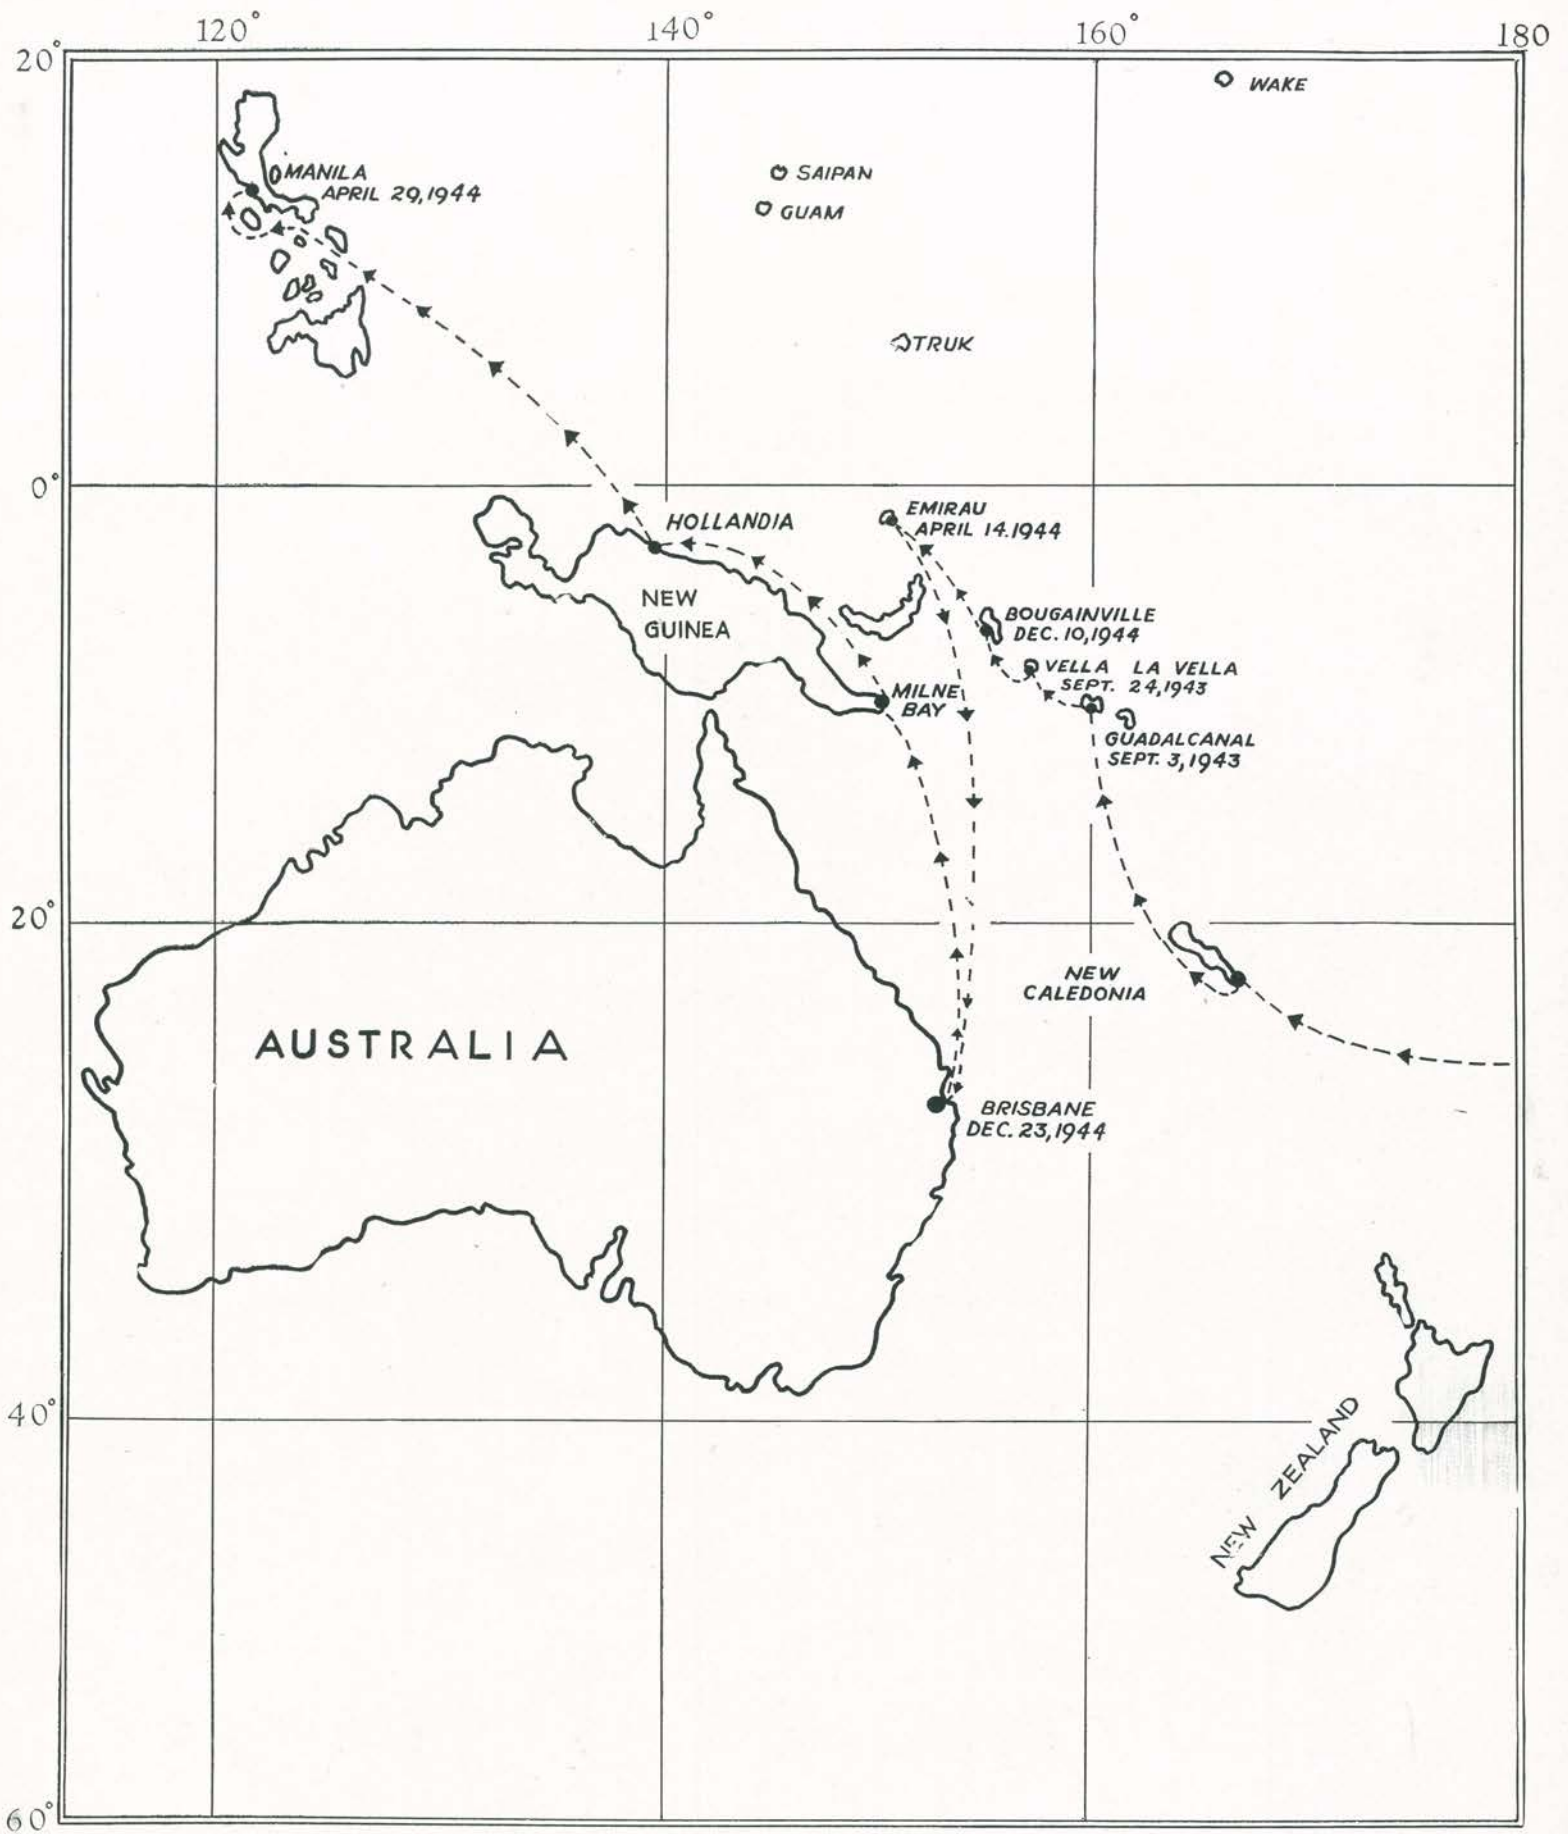 120°
140°
160°
180
20°
WAKE
MANILA
APRIL 29,1944
SAIPAN
GUAM
TRUK
0°
HOLLANDIA
EMIRAU
APRIL 14.1944
NEW
GUINEA
BOUGAINVILLE
DEC. 10,1944
VELLA LA VELLA
SEPT. 24,1943
MILNE
BAY
GUADALCANAL
SEPT. 3,1943
20°
NEW
CALEDONIA
AUSTRALIA
BRISBANE
DEC. 23,1944
40°
NEW ZEALAND
60°